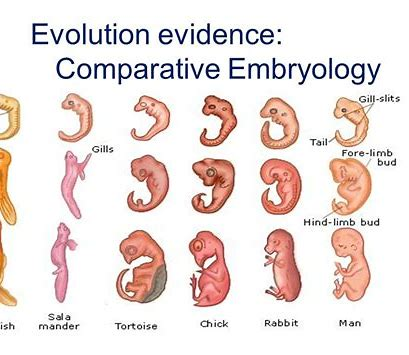 Evolution evidence:
Comparative Embryology
Gill-slits
Gills
Tail
Fore-limb
bud
Hind-limb bud
ish
Sala
mander
Tortoise
Chick
Rabbit
Man